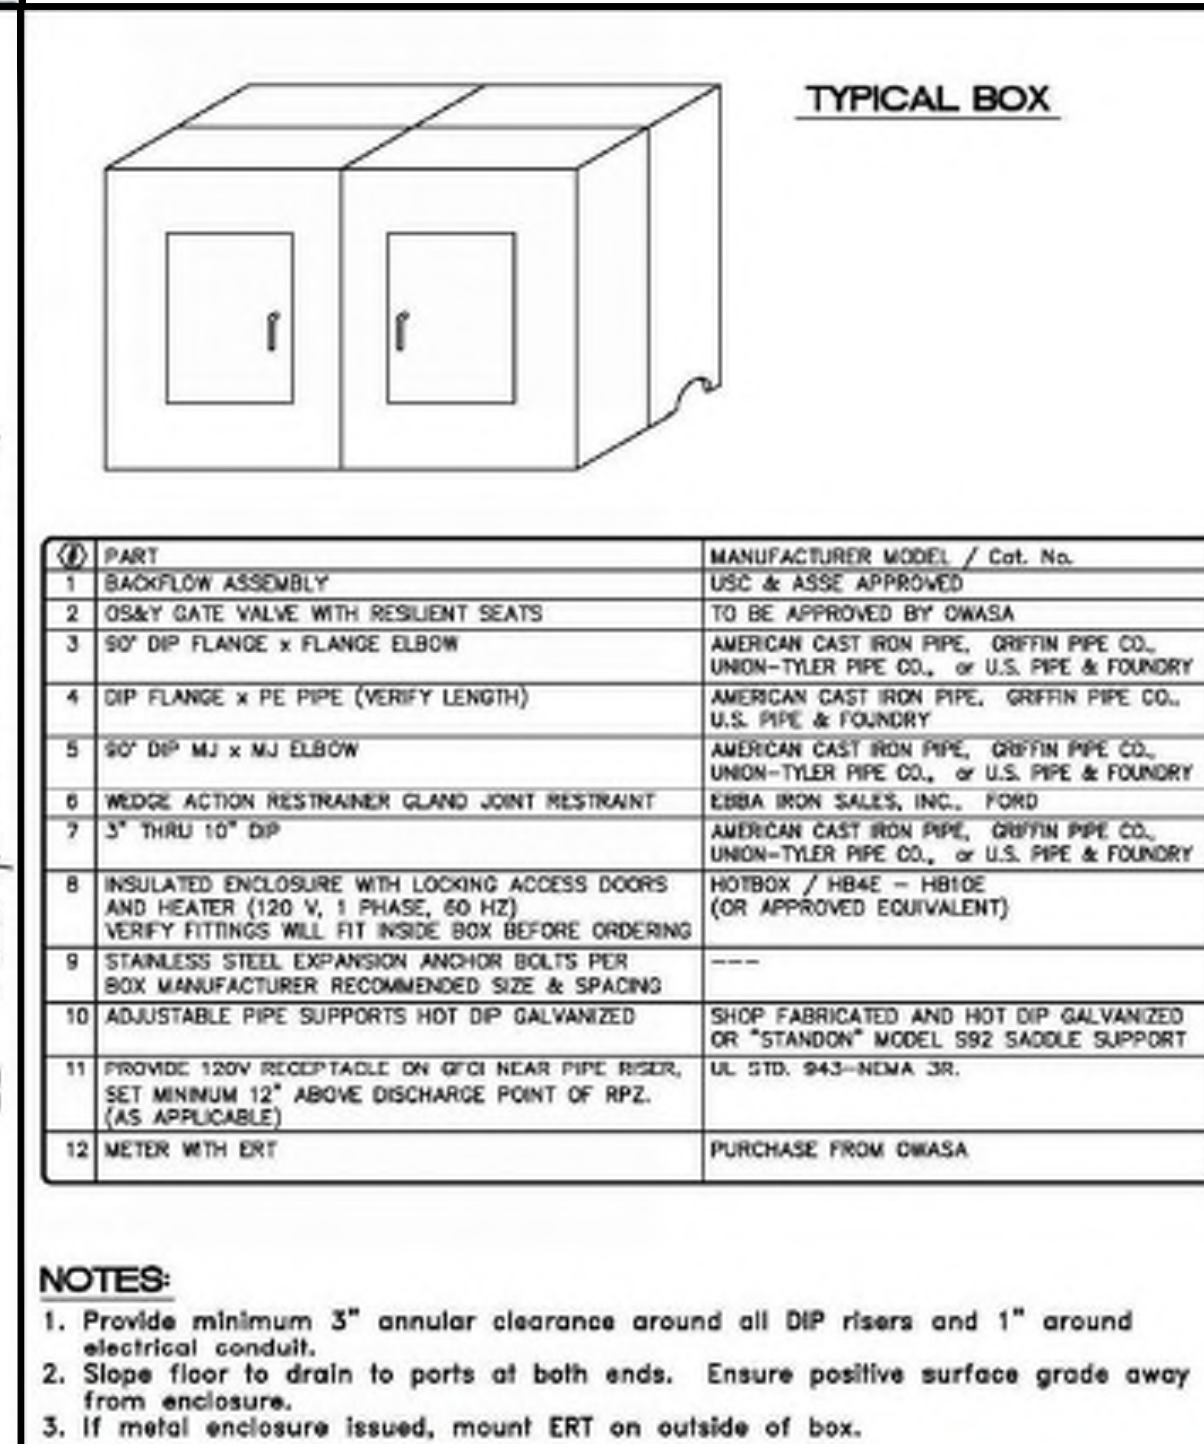 TYPICAL BOX
# PART MANUFACTURER MODEL / Cat. No.
1 BACKFLOW ASSEMBLY USC & ASSE APPROVED
2 OS&Y GATE VALVE WITH RESILIENT SEATS TO BE APPROVED BY OWASA
3 90° DIP FLANGE x FLANGE ELBOW AMERICAN CAST IRON PIPE, GRIFFIN PIPE CO.,
UNION-TYLER PIPE CO., or U.S. PIPE & FOUNDRY
4 DIP FLANGE x PE PIPE (VERIFY LENGTH) AMERICAN CAST IRON PIPE, GRIFFIN PIPE CO.,
U.S. PIPE & FOUNDRY
5 90° DIP MJ x MJ ELBOW AMERICAN CAST IRON PIPE, GRIFFIN PIPE CO.,
UNION-TYLER PIPE CO., or U.S. PIPE & FOUNDRY
6 WEDGE ACTION RESTRAINER GLAND JOINT RESTRAINT EBBA IRON SALES, INC., FORD
7 3" THRU 10" DIP AMERICAN CAST IRON PIPE, GRIFFIN PIPE CO.,
UNION-TYLER PIPE CO., or U.S. PIPE & FOUNDRY
8 INSULATED ENCLOSURE WITH LOCKING ACCESS DOORS HOTBOX / HB4E - HB10E
AND HEATER (120 V, 1 PHASE, 60 HZ) (OR APPROVED EQUIVALENT)
VERIFY FITTINGS WILL FIT INSIDE BOX BEFORE ORDERING
9 STAINLESS STEEL EXPANSION ANCHOR BOLTS PER ---
BOX MANUFACTURER RECOMMENDED SIZE & SPACING
10 ADJUSTABLE PIPE SUPPORTS HOT DIP GALVANIZED SHOP FABRICATED AND HOT DIP GALVANIZED
OR "STANDON" MODEL S92 SADDLE SUPPORT
11 PROVIDE 120V RECEPTACLE ON GFCI NEAR PIPE RISER, UL STD. 943-NEMA 3R.
SET MINIMUM 12" ABOVE DISCHARGE POINT OF RPZ.
(AS APPLICABLE)
12 METER WITH ERT PURCHASE FROM OWASA
NOTES:
1. Provide minimum 3" annular clearance around all DIP risers and 1" around
electrical conduit.
2. Slope floor to drain to ports at both ends. Ensure positive surface grade away
from enclosure.
3. If metal enclosure issued, mount ERT on outside of box.